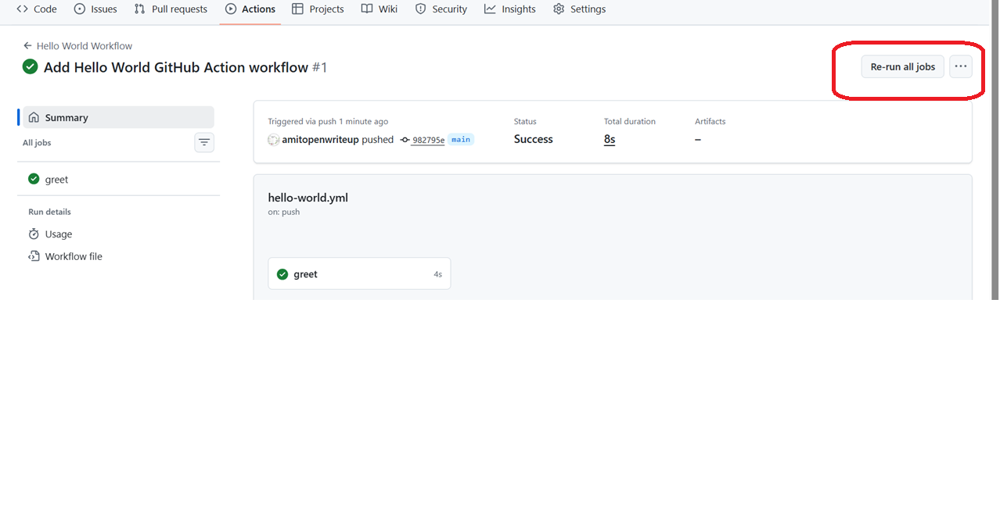 Code Issues Pull requests Actions Projects Wiki Security Insights Settings
Hello World Workflow
Add Hello World GitHub Action workflow #1
Re-run all jobs ...
Summary
All jobs
greet
Run details
Usage
Workflow file
Triggered via push 1 minute ago
amitopenwriteup pushed 982795e main
Status
Success
Total duration
8s
Artifacts
–
hello-world.yml
on: push
greet 4s